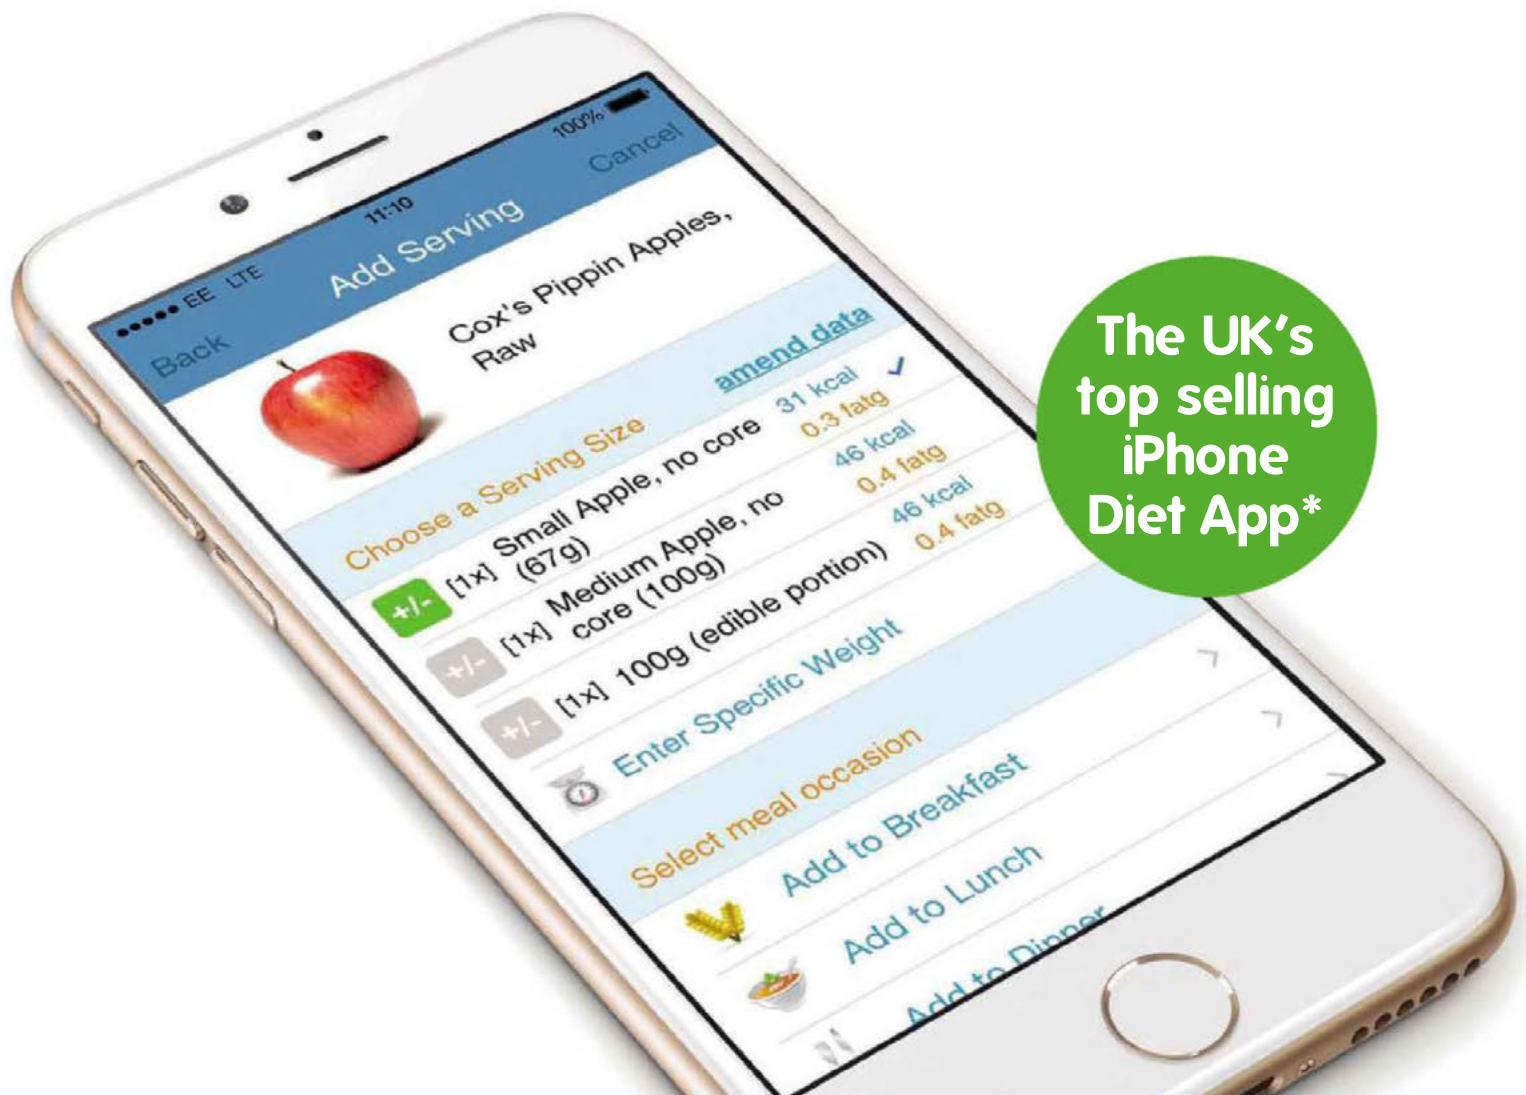 ●●●●● EE LTE 11:10 100%
Back Add Serving Cancel
Cox's Pippin Apples,
Raw
amend data
Choose a Serving Size
+/- [1x] Small Apple, no core 31 kcal
(67g) 0.3 fatg
+/- [1x] Medium Apple, no 46 kcal
core (100g) 0.4 fatg
+/- [1x] 100g (edible portion) 46 kcal
0.4 fatg
Enter Specific Weight
Select meal occasion
Add to Breakfast
Add to Lunch
Add to Dinner
The UK's
top selling
iPhone
Diet App*